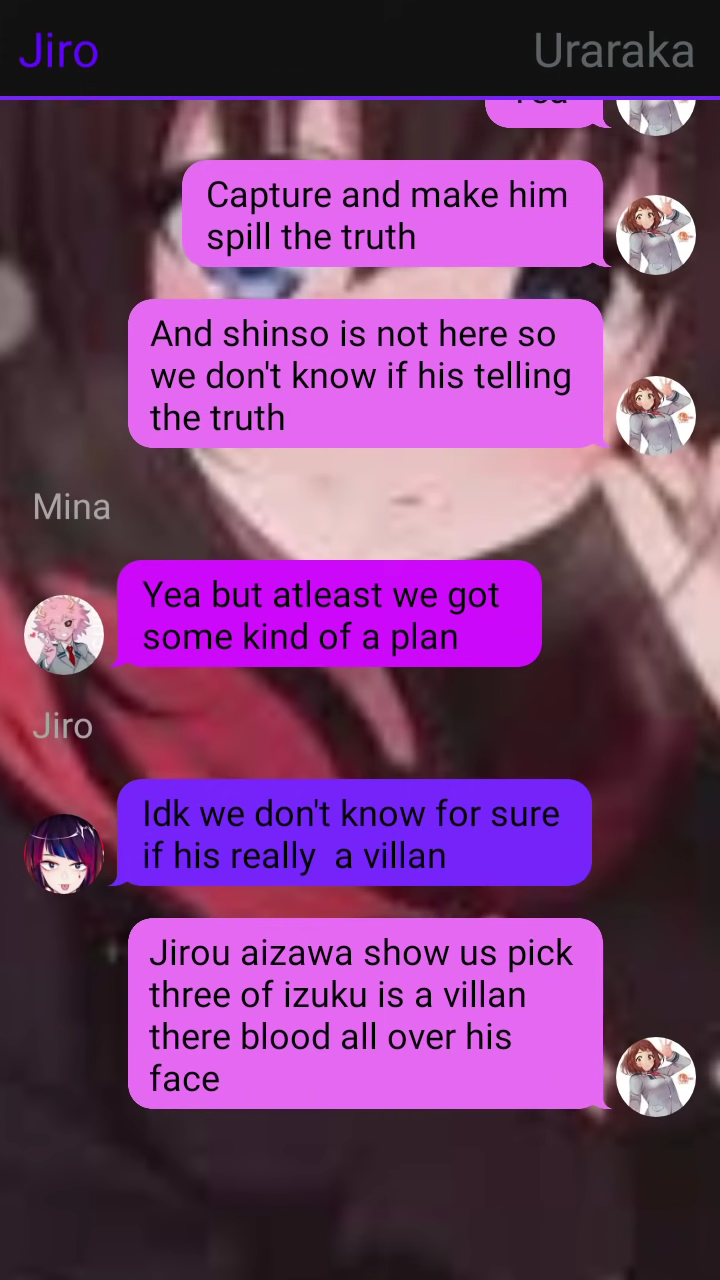 Jiro
Uraraka
Capture and make him
spill the truth
And shinso is not here so
we don't know if his telling
the truth
Mina
Yea but atleast we got
some kind of a plan
Jiro
Idk we don't know for sure
if his really  a villan
Jirou aizawa show us pick
three of izuku is a villan
there blood all over his
face